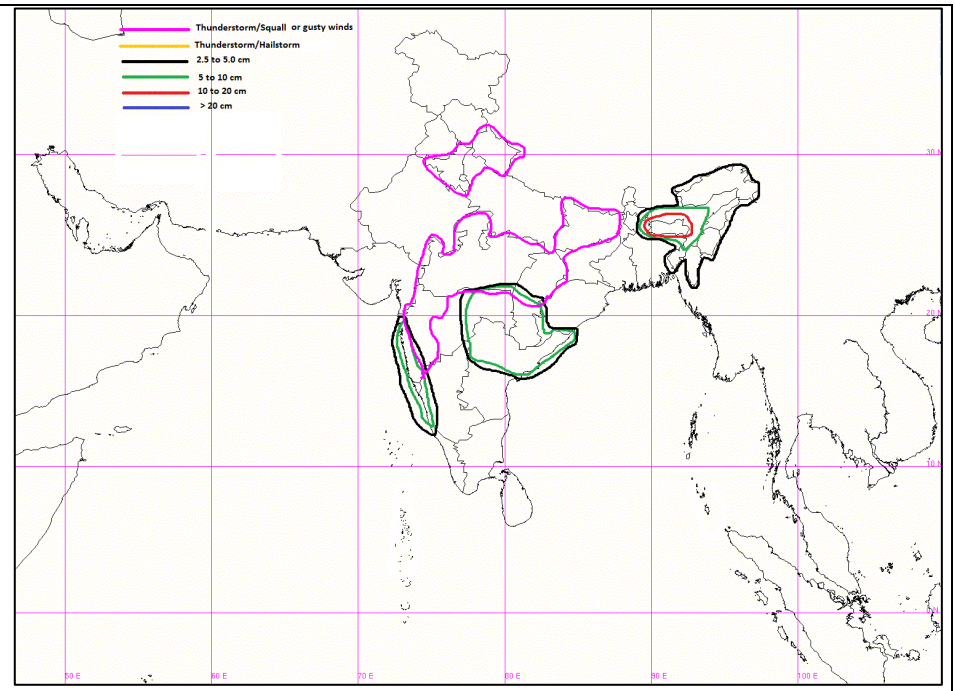 Thunderstorm/Squall or gusty winds
Thunderstorm/Hailstorm
2.5 to 5.0 cm
5 to 10 cm
10 to 20 cm
> 20 cm
30 N
20 N
10 N
60 E
70 E
80 E
90 E
100 E